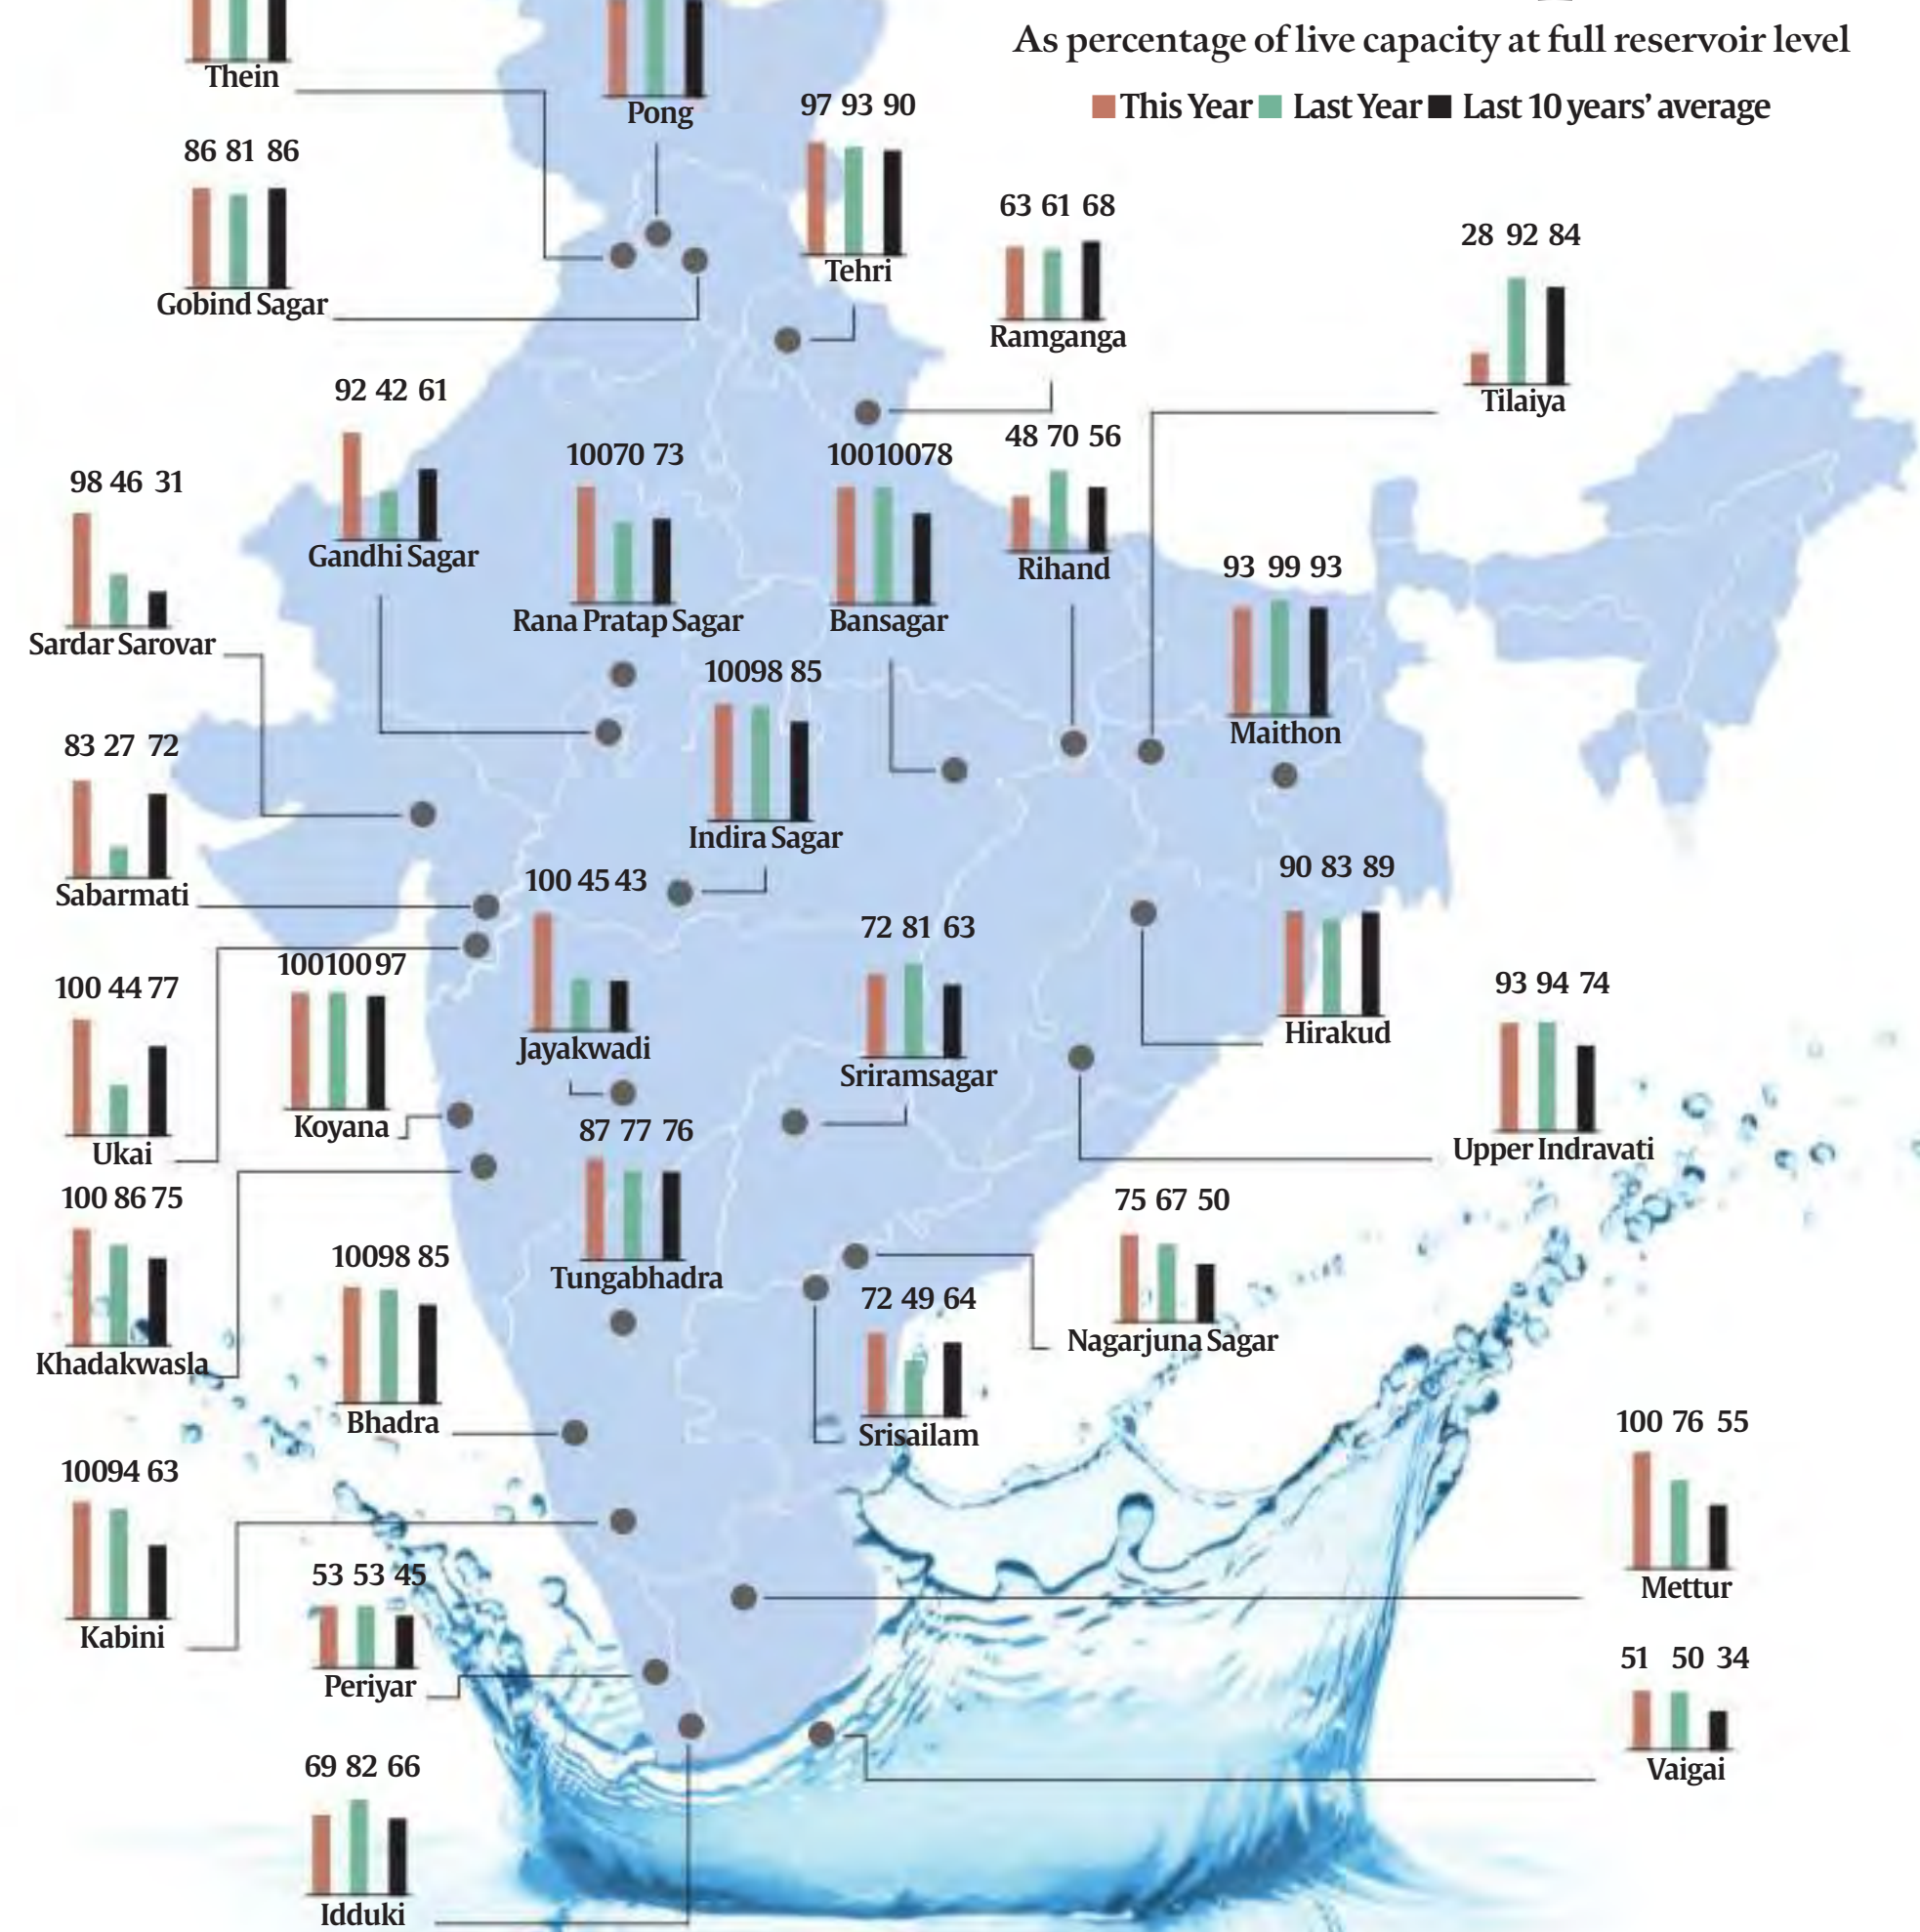 As percentage of live capacity at full reservoir level
This Year Last Year Last 10 years’ average
Thein
Pong
97 93 90
Tehri
86 81 86
Gobind Sagar
63 61 68
Ramganga
28 92 84
Tilaiya
92 42 61
Gandhi Sagar
10070 73
Rana Pratap Sagar
10010078
Bansagar
48 70 56
Rihand
98 46 31
Sardar Sarovar
93 99 93
Maithon
10098 85
Indira Sagar
83 27 72
Sabarmati
100 45 43
Jayakwadi
90 83 89
Hirakud
72 81 63
Sriramsagar
100 44 77
Ukai
10010097
Koyana
93 94 74
Upper Indravati
87 77 76
Tungabhadra
100 86 75
Khadakwasla
75 67 50
Nagarjuna Sagar
10098 85
Bhadra
72 49 64
Srisailam
100 76 55
Mettur
10094 63
Kabini
53 53 45
Periyar
51 50 34
Vaigai
69 82 66
Idduki